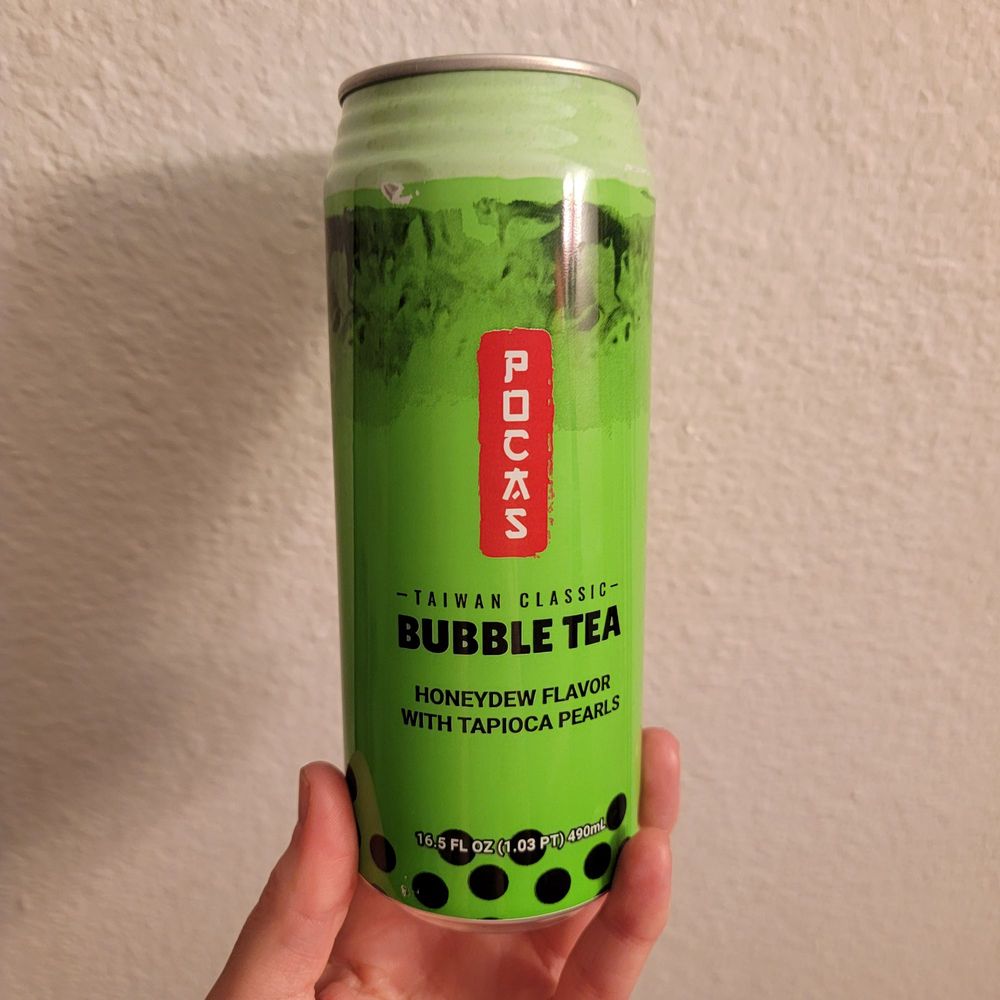 POCAS
-TAIWAN CLASSIC-
BUBBLE TEA
HONEYDEW FLAVOR
WITH TAPIOCA PEARLS
16.5 FL OZ (1.03 PT) 490mL